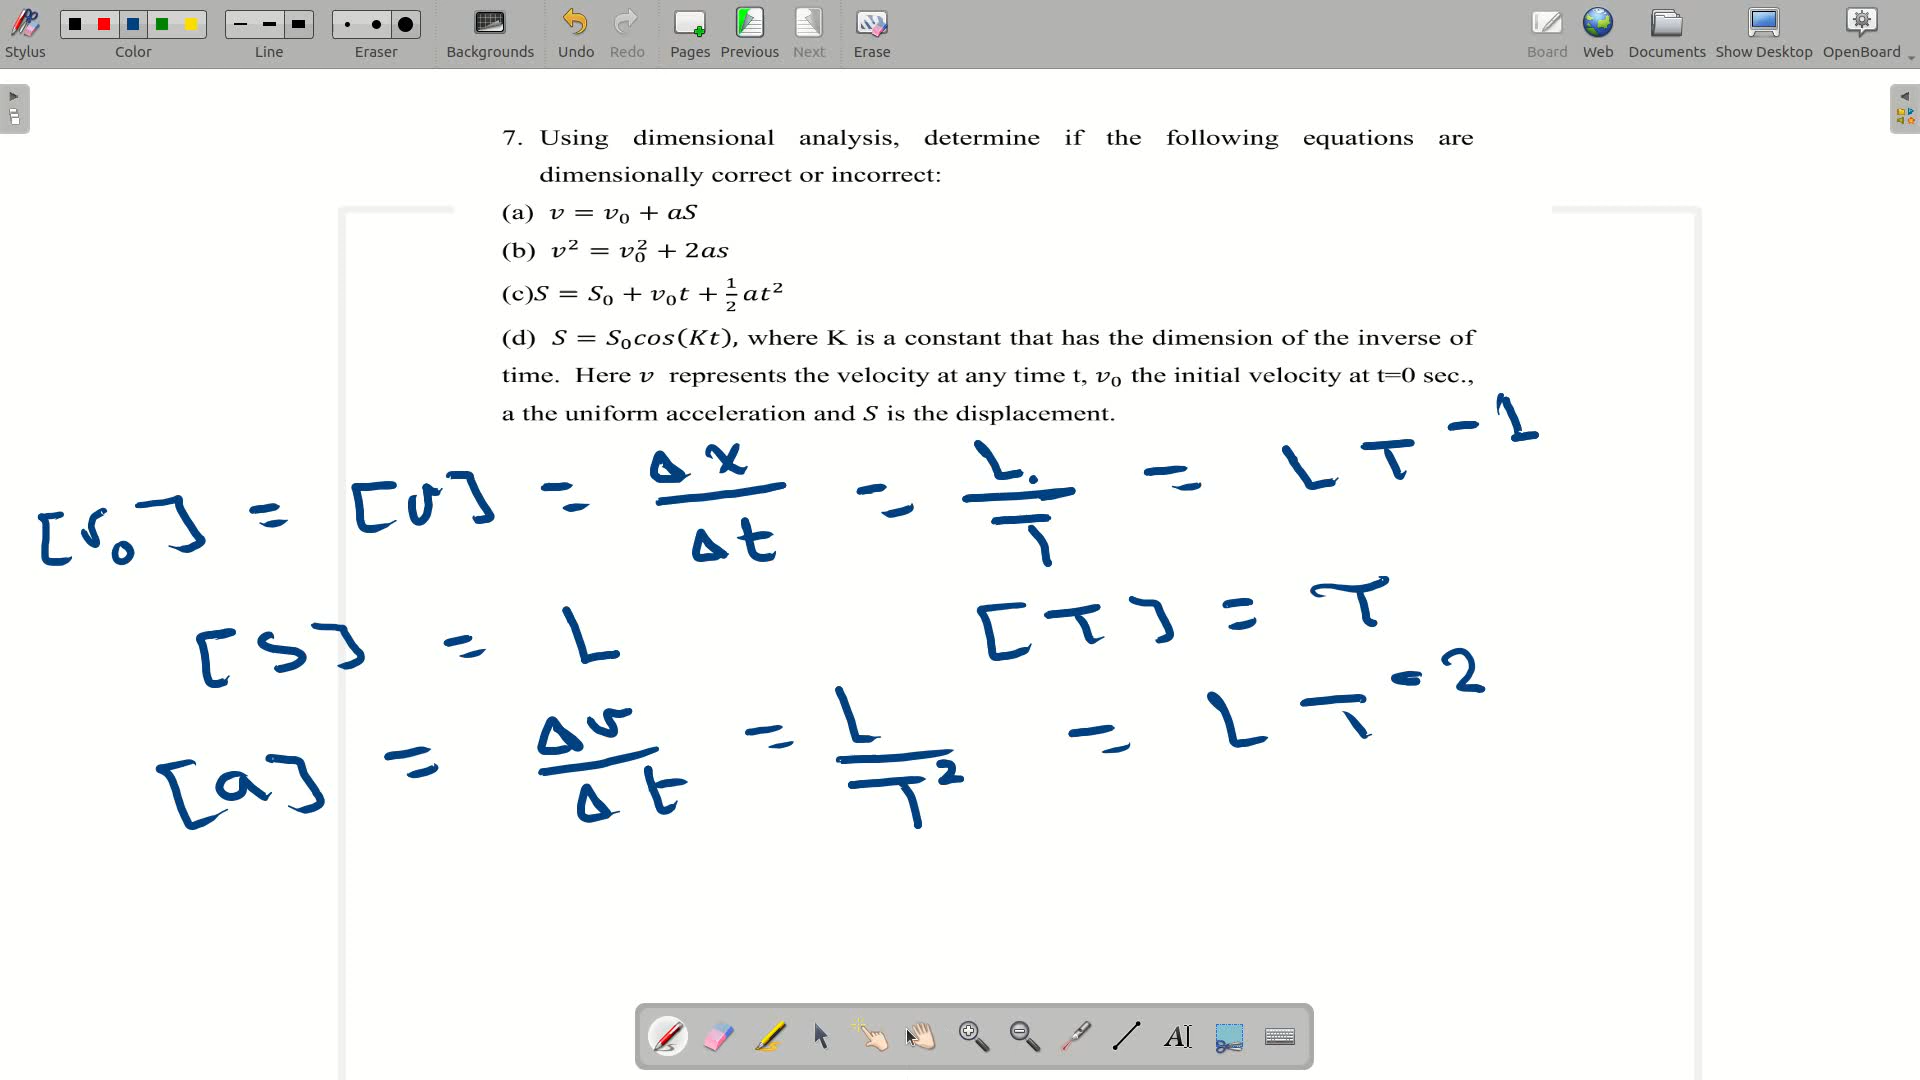 Stylus Color Line Eraser Backgrounds Undo Redo Pages Previous Next Erase Board Web Documents Show Desktop OpenBoard
7. Using dimensional analysis, determine if the following equations are
dimensionally correct or incorrect:
(a) v = v₀ + aS
(b) v² = v₀² + 2as
(c)S = S₀ + v₀t + ½at²
(d) S = S₀cos(Kt), where K is a constant that has the dimension of the inverse of
time. Here v represents the velocity at any time t, v₀ the initial velocity at t=0 sec.,
a the uniform acceleration and S is the displacement.
[v₀] = [v] = Δx/Δt = L/T = LT⁻¹
[S] = L [T] = T
[a] = Δv/Δt = L/T² = LT⁻²